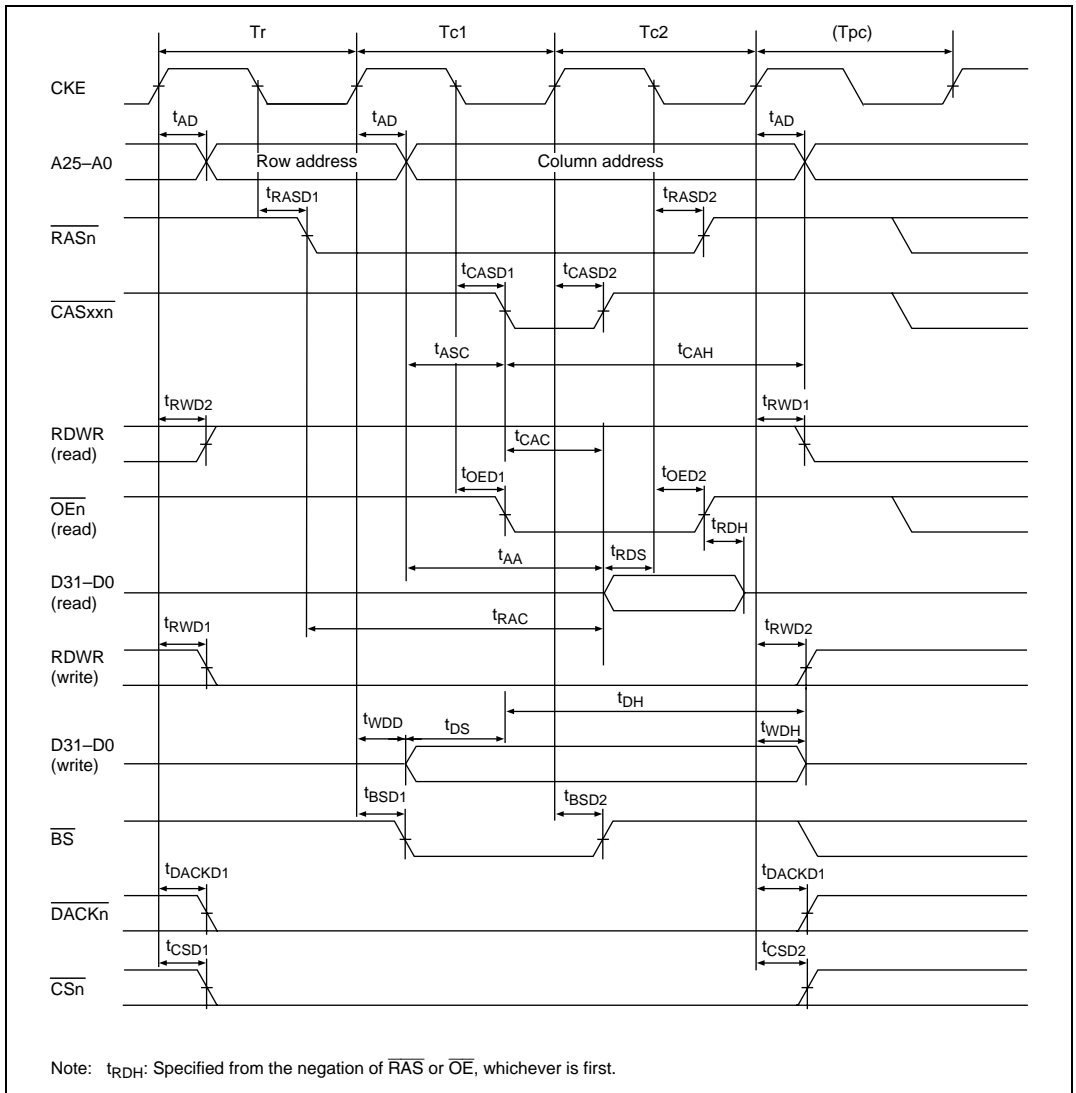 Tr Tc1 Tc2 (Tpc)
CKE
tAD tAD tAD
A25–A0 Row address Column address
tRASD1 tRASD2
RASn
tCASD1 tCASD2
CASxxn
tASC tCAH
tRWD2 tRWD1
RDWR
(read)
tCAC
tOED1 tOED2
OEn
(read)
tRDH
tAA tRDS
D31–D0
(read)
tRAC
tRWD1 tRWD2
RDWR
(write)
tDH
tWDD tDS tWDH
D31–D0
(write)
tBSD1 tBSD2
BS
tDACKD1 tDACKD1
DACKn
tCSD1 tCSD2
CSn
Note: tRDH: Specified from the negation of RAS or OE, whichever is first.